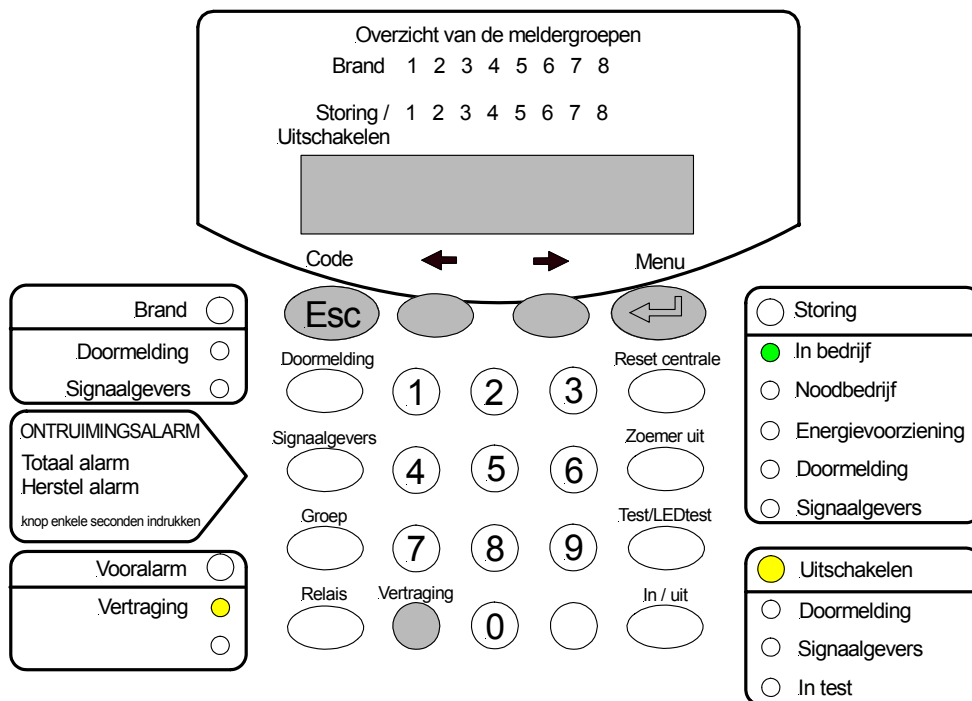 Overzicht van de meldergroepen
Brand 1 2 3 4 5 6 7 8
Storing / 1 2 3 4 5 6 7 8
Uitschakelen
Code
Menu
Esc
Brand
Doormelding
Signaalgevers
ONTRUIMINGSALARM
Totaal alarm
Herstel alarm
knop enkele seconden indrukken
Vooralarm
Vertraging
Doormelding
1 2 3
Reset centrale
Signaalgevers
4 5 6
Zoemer uit
Groep
7 8 9
Test/LEDtest
Relais
Vertraging
0
In / uit
Storing
In bedrijf
Noodbedrijf
Energievoorziening
Doormelding
Signaalgevers
Uitschakelen
Doormelding
Signaalgevers
In test